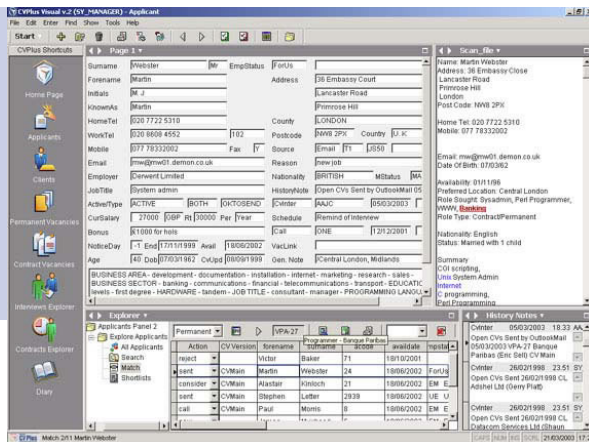 CVPlus Visual v.2 (SY_MANAGER) - Applicant
File Edit Enter Find Show Tools Help
Start
CVPlus Shortcuts
Home Page
Applicants
Clients
Permanent Vacancies
Contract Vacancies
Interviews Explorer
Contracts Explorer
Diary
Page 1
Surname Webster Mr EmpStatus ForUs
Forename Martin Address 36 Embassy Court
Initials M J Lancaster Road
KnownAs Martin Primrose Hill
HomeTel 020 7722 5310 County LONDON
WorkTel 020 8608 4552 102 Postcode NW8 2PX Country U.K
Mobile 077 78332002 Fax Y Source Email T1 JS50
Email mw@mw01.demon.co.uk Reason new job
Employer Derwent Limited Nationality BRITISH MStatus MA
JobTitle System admin HistoryNote Open CVs Sent by OutlookMail 05
Active/Type ACTIVE BOTH OKTOSEND CVInter AAJC 05/03/2003
CurSalary 27000 GBP Rt 30000 Per Year Schedule Remind of Interview
Bonus K1000 for hols Call ONE 12/12/2001
NoticeDay -1 End 17/11/1999 Avail 18/06/2002 VacLink
Age 40 Dob 07/03/1962 CvUpd 08/09/1999 Gen. Note /Central London, Midlands
BUSINESS AREA - development - documentation - installation - internet - marketing - research - sales -
BUSINESS SECTOR - banking - communications - financial - telecommunications - transport - EDUCATIO
levels - first degree - HARDWARE - tandem - JOB TITLE - consultant - manager - PROGRAMMING LANGU
Scan_file
Name: Martin Webster
Address: 36 Embassy Close
Lancaster Road
Primrose Hill
London
Post Code: NW8 2PX
Home Tel: 020 7722 5310
Mobile: 077 78332002
Email: mw@mw01.demon.co.uk
Date Of Birth: 07/03/62
Availability: 01/11/96
Preferred Location: Central London
Role Sought: Sysadmin, Perl Programmer,
WWW, Banking
Role Type: Contract/Permanent
Nationality: English
Status: Married with 1 child
Summary
CGI scripting,
Unix System Admin
Internet
C programming,
Perl Programming,
Explorer
Applicants Panel 2
Explore Applicants
All Applicants
Search
Match
Shortlists
Permanent VPA-27
Programmer - Banque Paribas
Action CV Version forename surname acode availdate mpstat
reject Victor Baker 71 18/10/2001
sent CVMain Martin Webster 24 18/06/2002 ForUs
consider CVMain Alastair Kinloch 21 18/06/2002 EM E
sent CVMain Stephen Letter 2939 18/06/2002 UE U
call CVMain Paul Morris 8 18/06/2002 EM E
History Notes
CVInter 05/03/2003 18:33 AA
Open CVs Sent by OutlookMail
05/03/2003 VPA-27 Banque
Paribas (Eric Sell) CV Main
CVInter 26/02/1998 23:51 SY
Open CVs Sent 26/02/1998 CL
Adshel Ltd (Gerry Platt)
CVInter 26/02/1998 23:51 SY
Open CVs Sent 26/02/1998 CL
Datacom Services Ltd (Shaun
Match 2/11 Martin Webster
CAPS NUM INS SCRL 21/03/2003